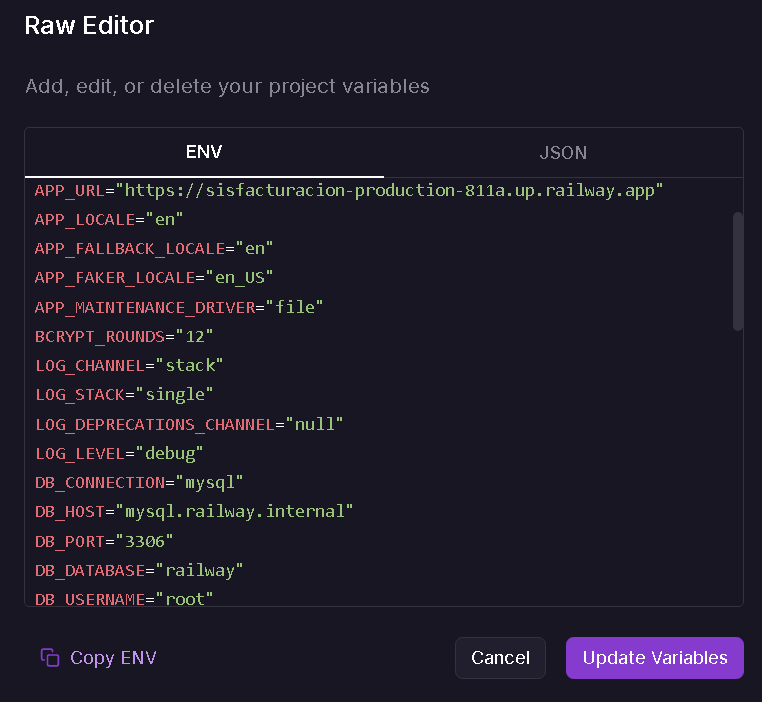 Raw Editor
Add, edit, or delete your project variables
ENV
JSON
APP_URL="https://sisfacturacion-production-811a.up.railway.app"
APP_LOCALE="en"
APP_FALLBACK_LOCALE="en"
APP_FAKER_LOCALE="en_US"
APP_MAINTENANCE_DRIVER="file"
BCRYPT_ROUNDS="12"
LOG_CHANNEL="stack"
LOG_STACK="single"
LOG_DEPRECATIONS_CHANNEL="null"
LOG_LEVEL="debug"
DB_CONNECTION="mysql"
DB_HOST="mysql.railway.internal"
DB_PORT="3306"
DB_DATABASE="railway"
DB_USERNAME="root"
Copy ENV
Cancel
Update Variables